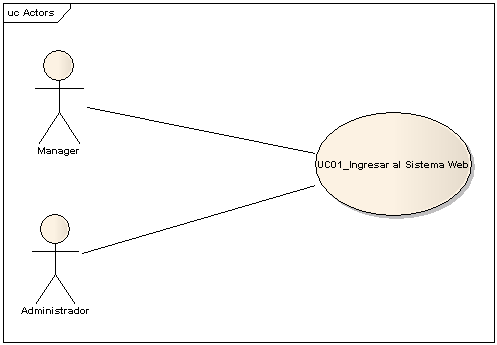 uc Actors
Manager
UC01_Ingresar al Sistema Web
Administrador